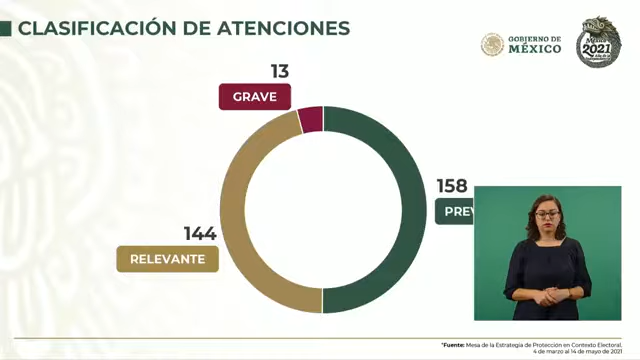 CLASIFICACIÓN DE ATENCIONES
GOBIERNO DE
MÉXICO
México
2021
13
GRAVE
158
144
RELEVANTE
*Fuente: Mesa de la Estrategia de Protección en Contexto Electoral.
4 de marzo al 14 de mayo de 2021